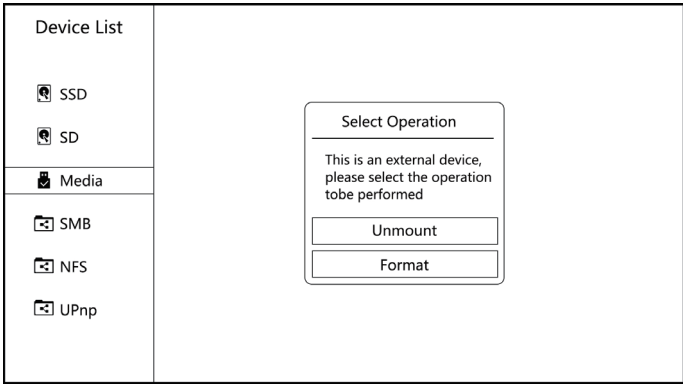 Device List
SSD
SD
Media
SMB
NFS
UPnp
Select Operation
This is an external device,
please select the operation
tobe performed
Unmount
Format